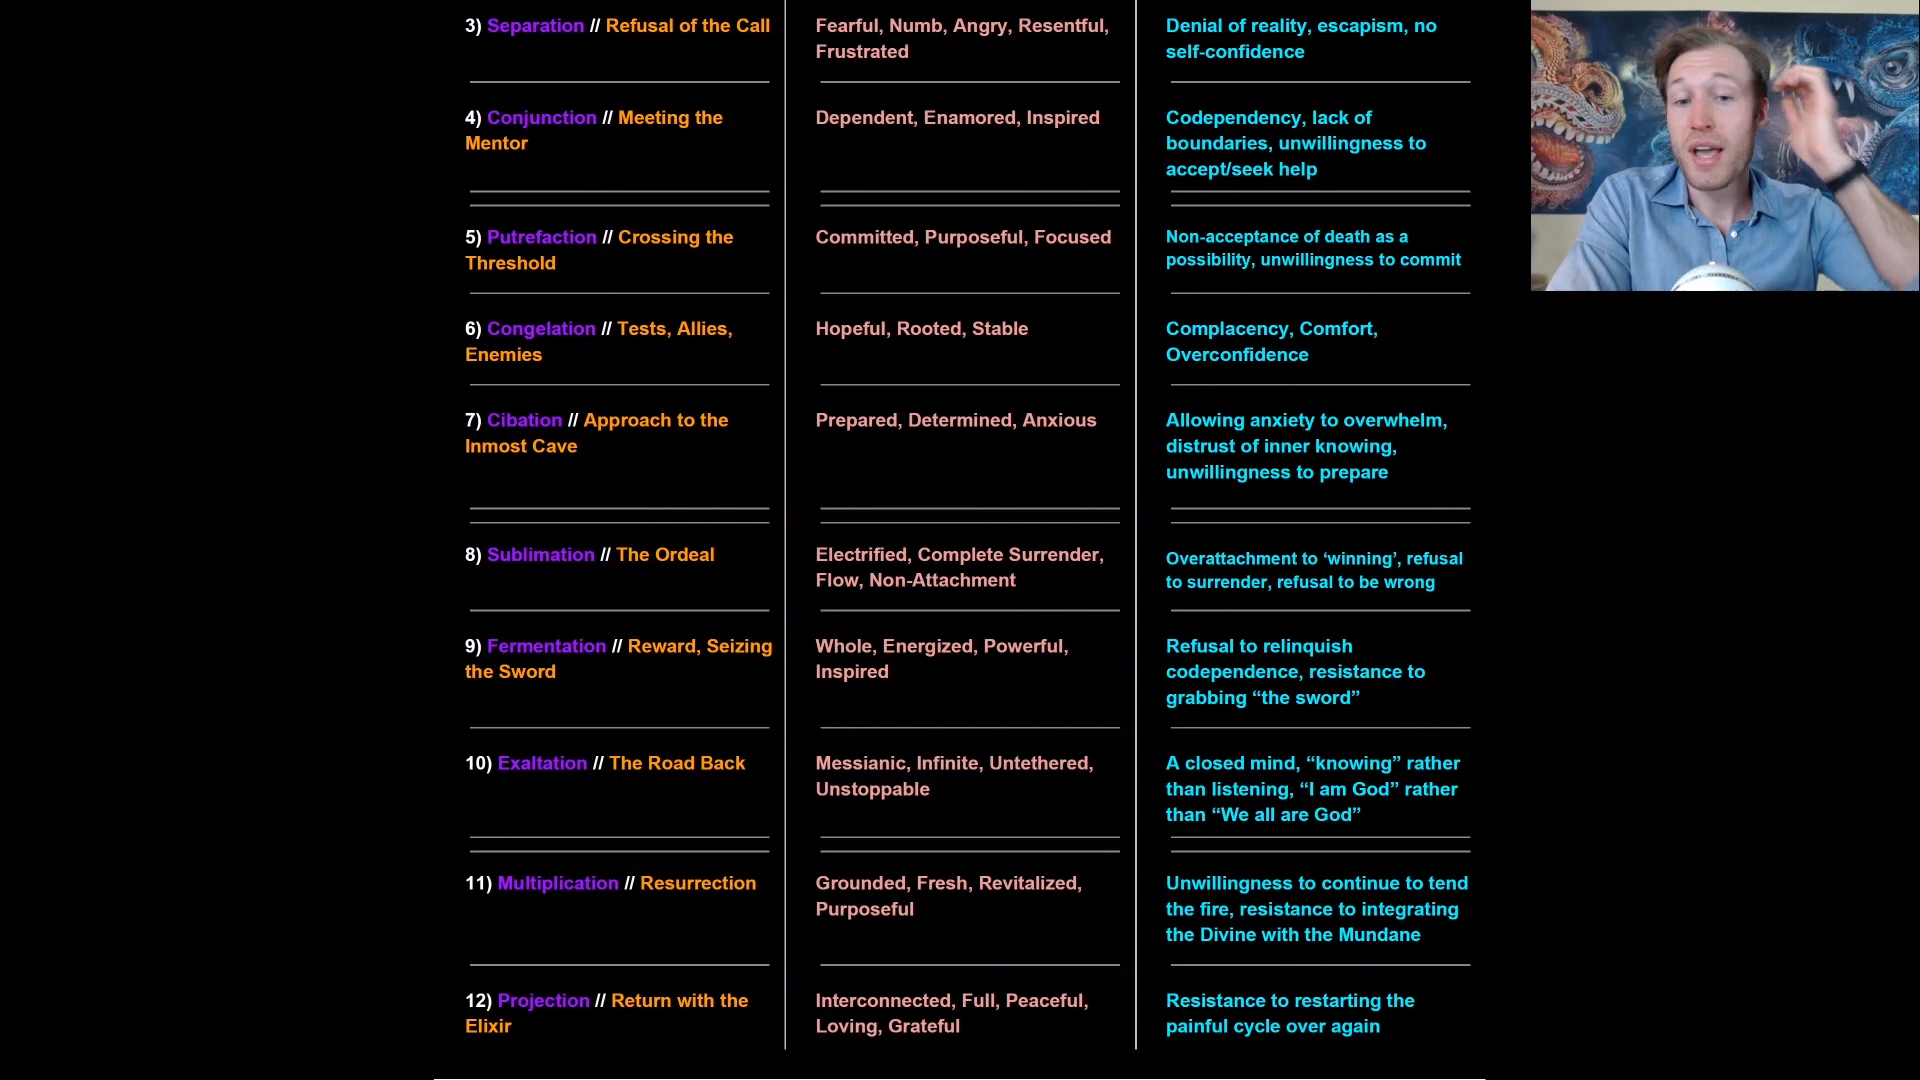 3) Separation // Refusal of the Call
Fearful, Numb, Angry, Resentful,
Frustrated
Denial of reality, escapism, no
self-confidence
4) Conjunction // Meeting the
Mentor
Dependent, Enamored, Inspired
Codependency, lack of
boundaries, unwillingness to
accept/seek help
5) Putrefaction // Crossing the
Threshold
Committed, Purposeful, Focused
Non-acceptance of death as a
possibility, unwillingness to commit
6) Congelation // Tests, Allies,
Enemies
Hopeful, Rooted, Stable
Complacency, Comfort,
Overconfidence
7) Cibation // Approach to the
Inmost Cave
Prepared, Determined, Anxious
Allowing anxiety to overwhelm,
distrust of inner knowing,
unwillingness to prepare
8) Sublimation // The Ordeal
Electrified, Complete Surrender,
Flow, Non-Attachment
Overattachment to ‘winning’, refusal
to surrender, refusal to be wrong
9) Fermentation // Reward, Seizing
the Sword
Whole, Energized, Powerful,
Inspired
Refusal to relinquish
codependence, resistance to
grabbing “the sword”
10) Exaltation // The Road Back
Messianic, Infinite, Untethered,
Unstoppable
A closed mind, “knowing” rather
than listening, “I am God” rather
than “We all are God”
11) Multiplication // Resurrection
Grounded, Fresh, Revitalized,
Purposeful
Unwillingness to continue to tend
the fire, resistance to integrating
the Divine with the Mundane
12) Projection // Return with the
Elixir
Interconnected, Full, Peaceful,
Loving, Grateful
Resistance to restarting the
painful cycle over again